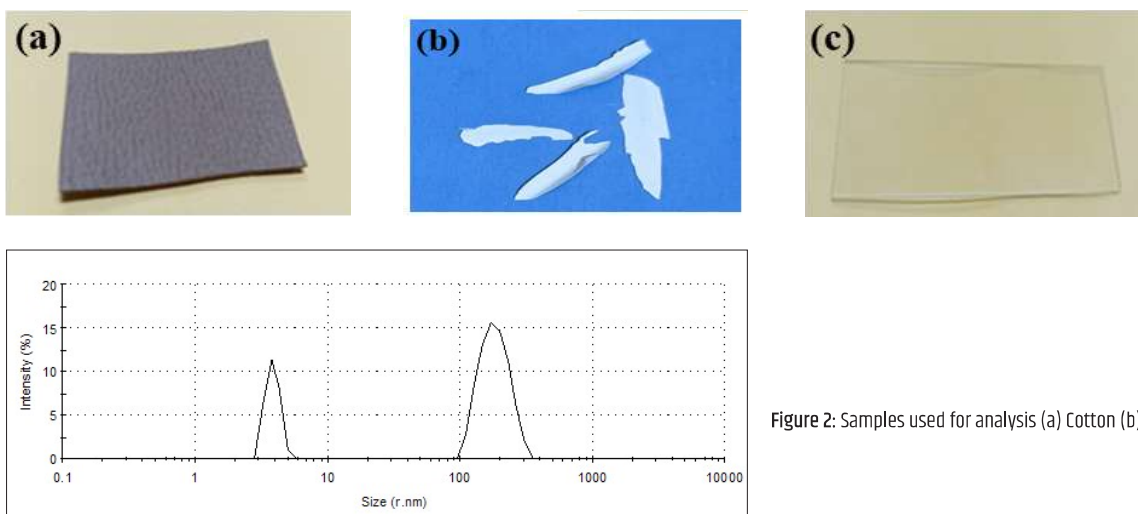 (a)
(b)
(c)
20
15
10
5
0
Intensity (%)
0.1 1 10 100 1000 10000
Size (r.nm)
Figure 2: Samples used for analysis (a) Cotton (b)